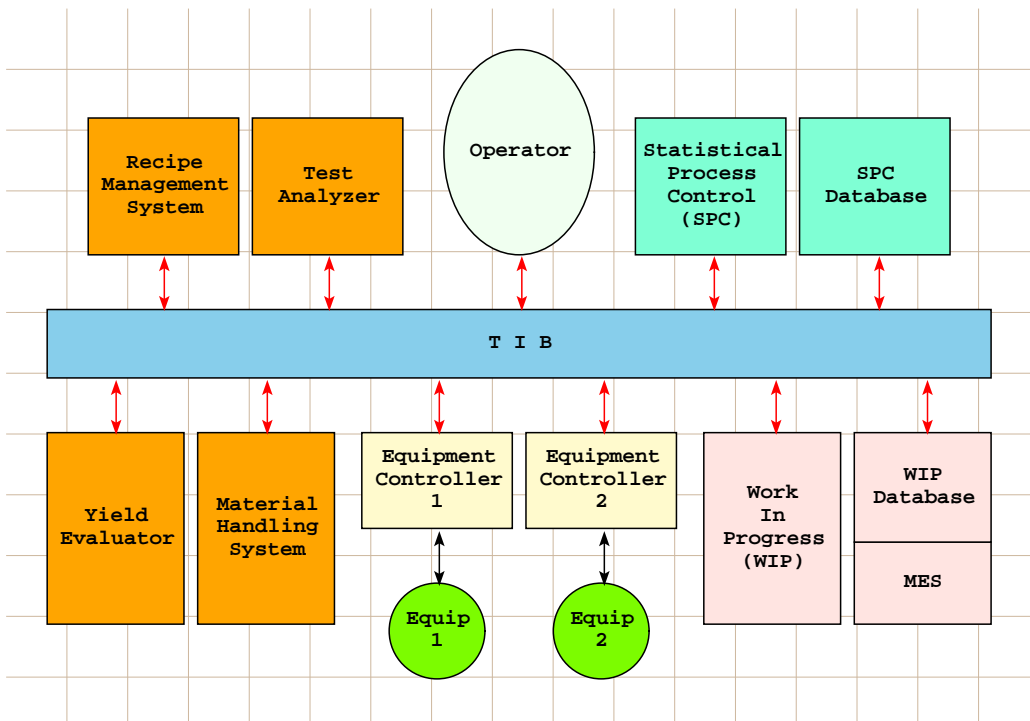 Recipe
Management
System
Test
Analyzer
Operator
Statistical
Process
Control
(SPC)
SPC
Database
T I B
Yield
Evaluator
Material
Handling
System
Equipment
Controller
1
Equipment
Controller
2
Work
In
Progress
(WIP)
WIP
Database
MES
Equip
1
Equip
2